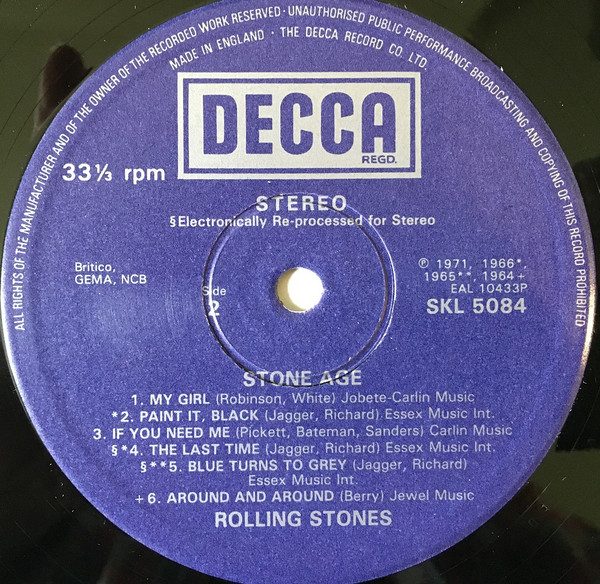 ALL RIGHTS OF THE MANUFACTURER AND OF THE OWNER OF THE RECORDED WORK RESERVED · UNAUTHORISED PUBLIC PERFORMANCE BROADCASTING AND COPYING OF THIS RECORD PROHIBITED
MADE IN ENGLAND · THE DECCA RECORD CO. LTD.
DECCA
REGD.
33⅓ rpm
STEREO
§Electronically Re-processed for Stereo
Britico,
GEMA, NCB
Side
2
℗ 1971, 1966*,
1965**, 1964+
EAL 10433P
SKL 5084
STONE AGE
1. MY GIRL (Robinson, White) Jobete-Carlin Music
*2. PAINT IT, BLACK (Jagger, Richard) Essex Music Int.
3. IF YOU NEED ME (Pickett, Bateman, Sanders) Carlin Music
§*4. THE LAST TIME (Jagger, Richard) Essex Music Int.
§**5. BLUE TURNS TO GREY (Jagger, Richard)
Essex Music Int.
+6. AROUND AND AROUND (Berry) Jewel Music
ROLLING STONES